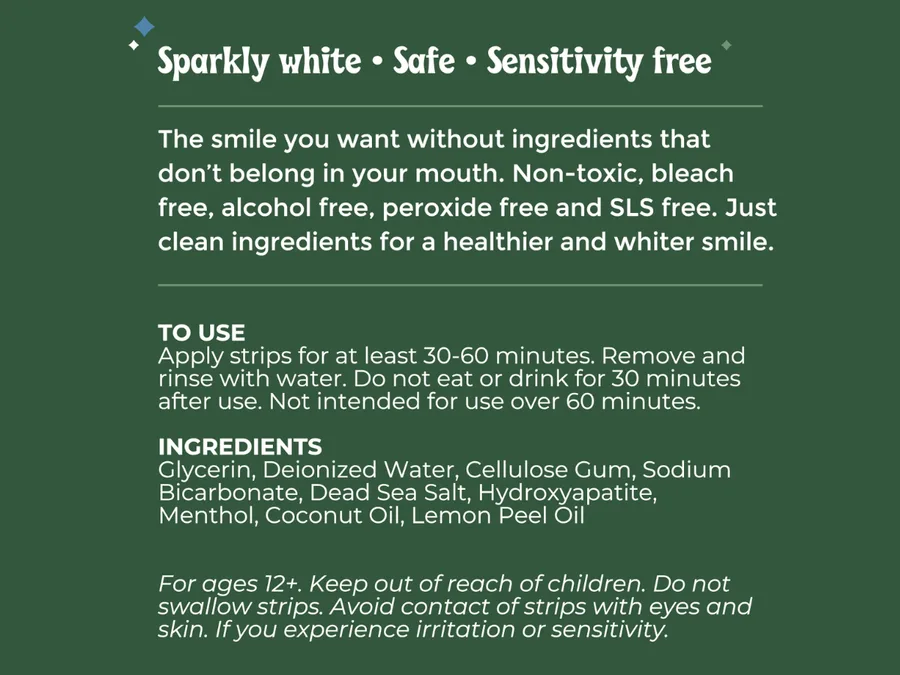 Sparkly white • Safe • Sensitivity free
The smile you want without ingredients that
don’t belong in your mouth. Non-toxic, bleach
free, alcohol free, peroxide free and SLS free. Just
clean ingredients for a healthier and whiter smile.
TO USE
Apply strips for at least 30-60 minutes. Remove and
rinse with water. Do not eat or drink for 30 minutes
after use. Not intended for use over 60 minutes.
INGREDIENTS
Glycerin, Deionized Water, Cellulose Gum, Sodium
Bicarbonate, Dead Sea Salt, Hydroxyapatite,
Menthol, Coconut Oil, Lemon Peel Oil
For ages 12+. Keep out of reach of children. Do not
swallow strips. Avoid contact of strips with eyes and
skin. If you experience irritation or sensitivity.